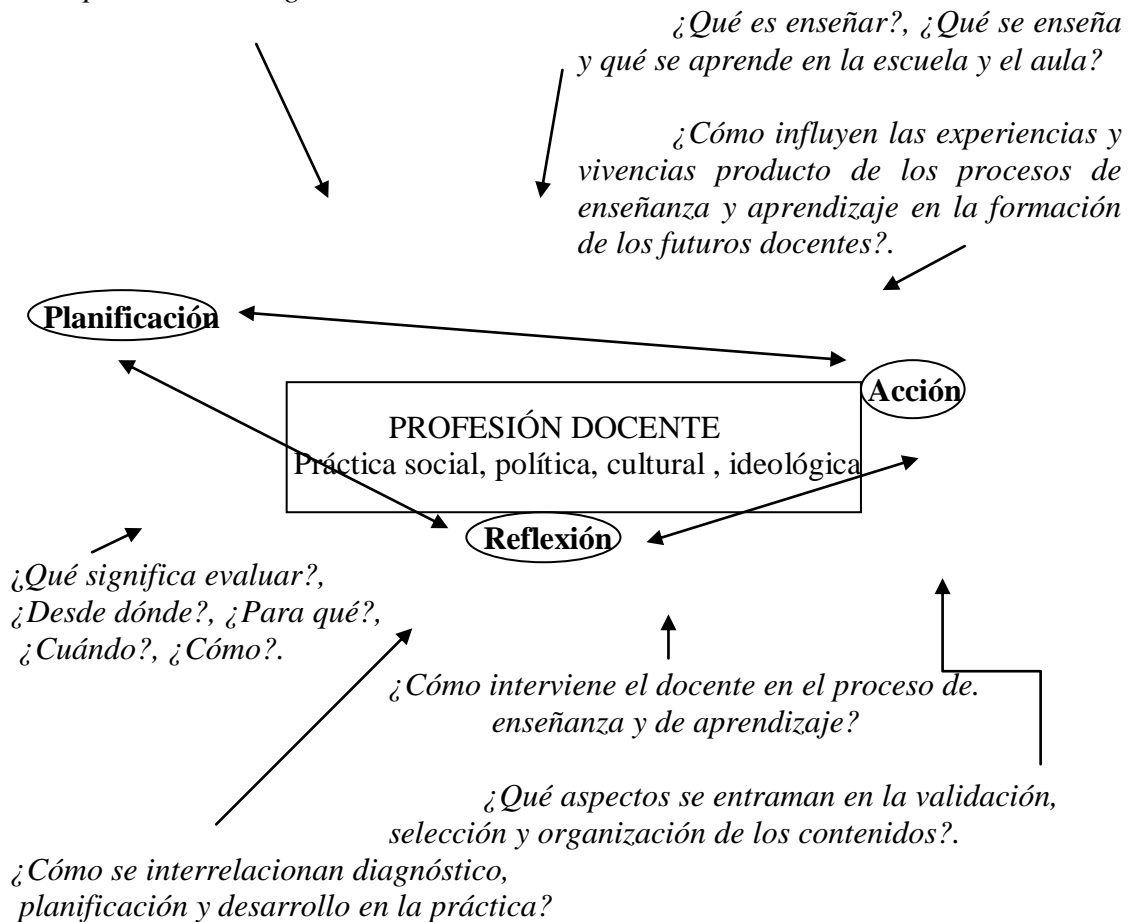 ¿Qué es enseñar?, ¿Qué se enseña
y qué se aprende en la escuela y el aula?
¿Cómo influyen las experiencias y
vivencias producto de los procesos de
enseñanza y aprendizaje en la formación
de los futuros docentes?.
Planificación
Acción
PROFESIÓN DOCENTE
Práctica social, política, cultural , ideológica
Reflexión
¿Qué significa evaluar?,
¿Desde dónde?, ¿Para qué?,
¿Cuándo?, ¿Cómo?.
¿Cómo interviene el docente en el proceso de.
enseñanza y de aprendizaje?
¿Qué aspectos se entraman en la validación,
selección y organización de los contenidos?.
¿Cómo se interrelacionan diagnóstico,
planificación y desarrollo en la práctica?